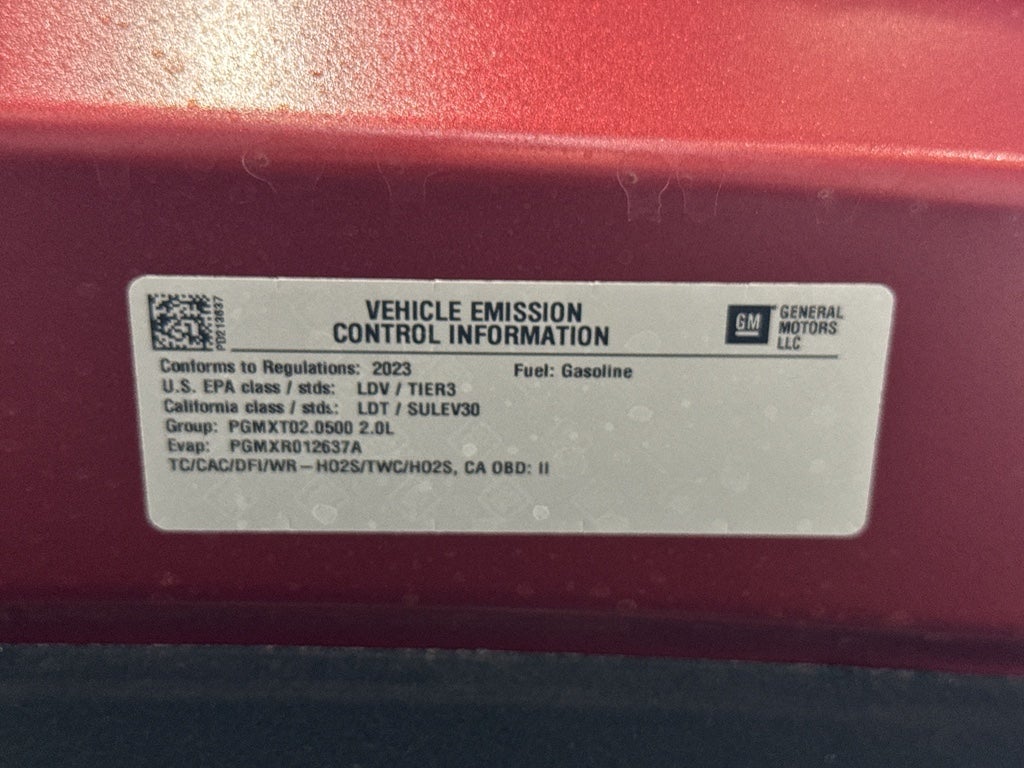 PD213837
VEHICLE EMISSION
CONTROL INFORMATION
GM
GENERAL
MOTORS
LLC
Conforms to Regulations: 2023 Fuel: Gasoline
U.S. EPA class / stds: LDV / TIER3
California class / stds: LDT / SULEV30
Group: PGMXT02.0500 2.0L
Evap: PGMXR012637A
TC/CAC/DFI/WR – HO2S/TWC/HO2S, CA OBD: II